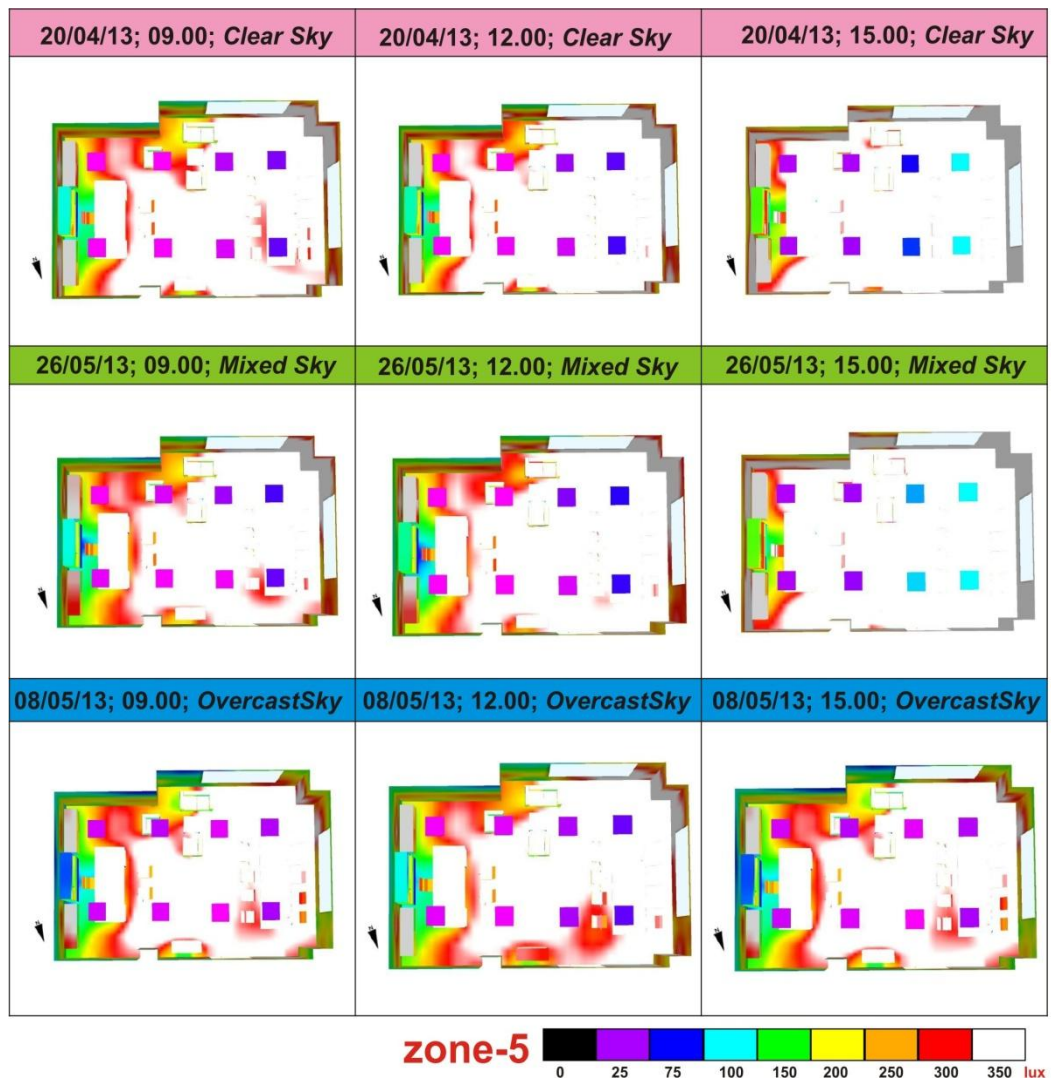 20/04/13; 09.00; Clear Sky
20/04/13; 12.00; Clear Sky
20/04/13; 15.00; Clear Sky
26/05/13; 09.00; Mixed Sky
26/05/13; 12.00; Mixed Sky
26/05/13; 15.00; Mixed Sky
08/05/13; 09.00; OvercastSky
08/05/13; 12.00; OvercastSky
08/05/13; 15.00; OvercastSky
zone-5
0 25 75 100 150 200 250 300 350 lux